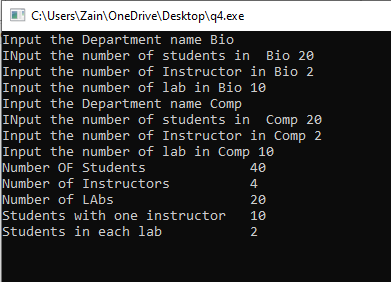 C:\Users\Zain\OneDrive\Desktop\q4.exe
Input the Department name Bio
INput the number of students in  Bio 20
Input the number of Instructor in Bio 2
Input the number of lab in Bio 10
Input the Department name Comp
INput the number of students in  Comp 20
Input the number of Instructor in Comp 2
Input the number of lab in Comp 10
Number OF Students             40
Number of Instructors          4
Number of LAbs                 20
Students with one instructor   10
Students in each lab           2